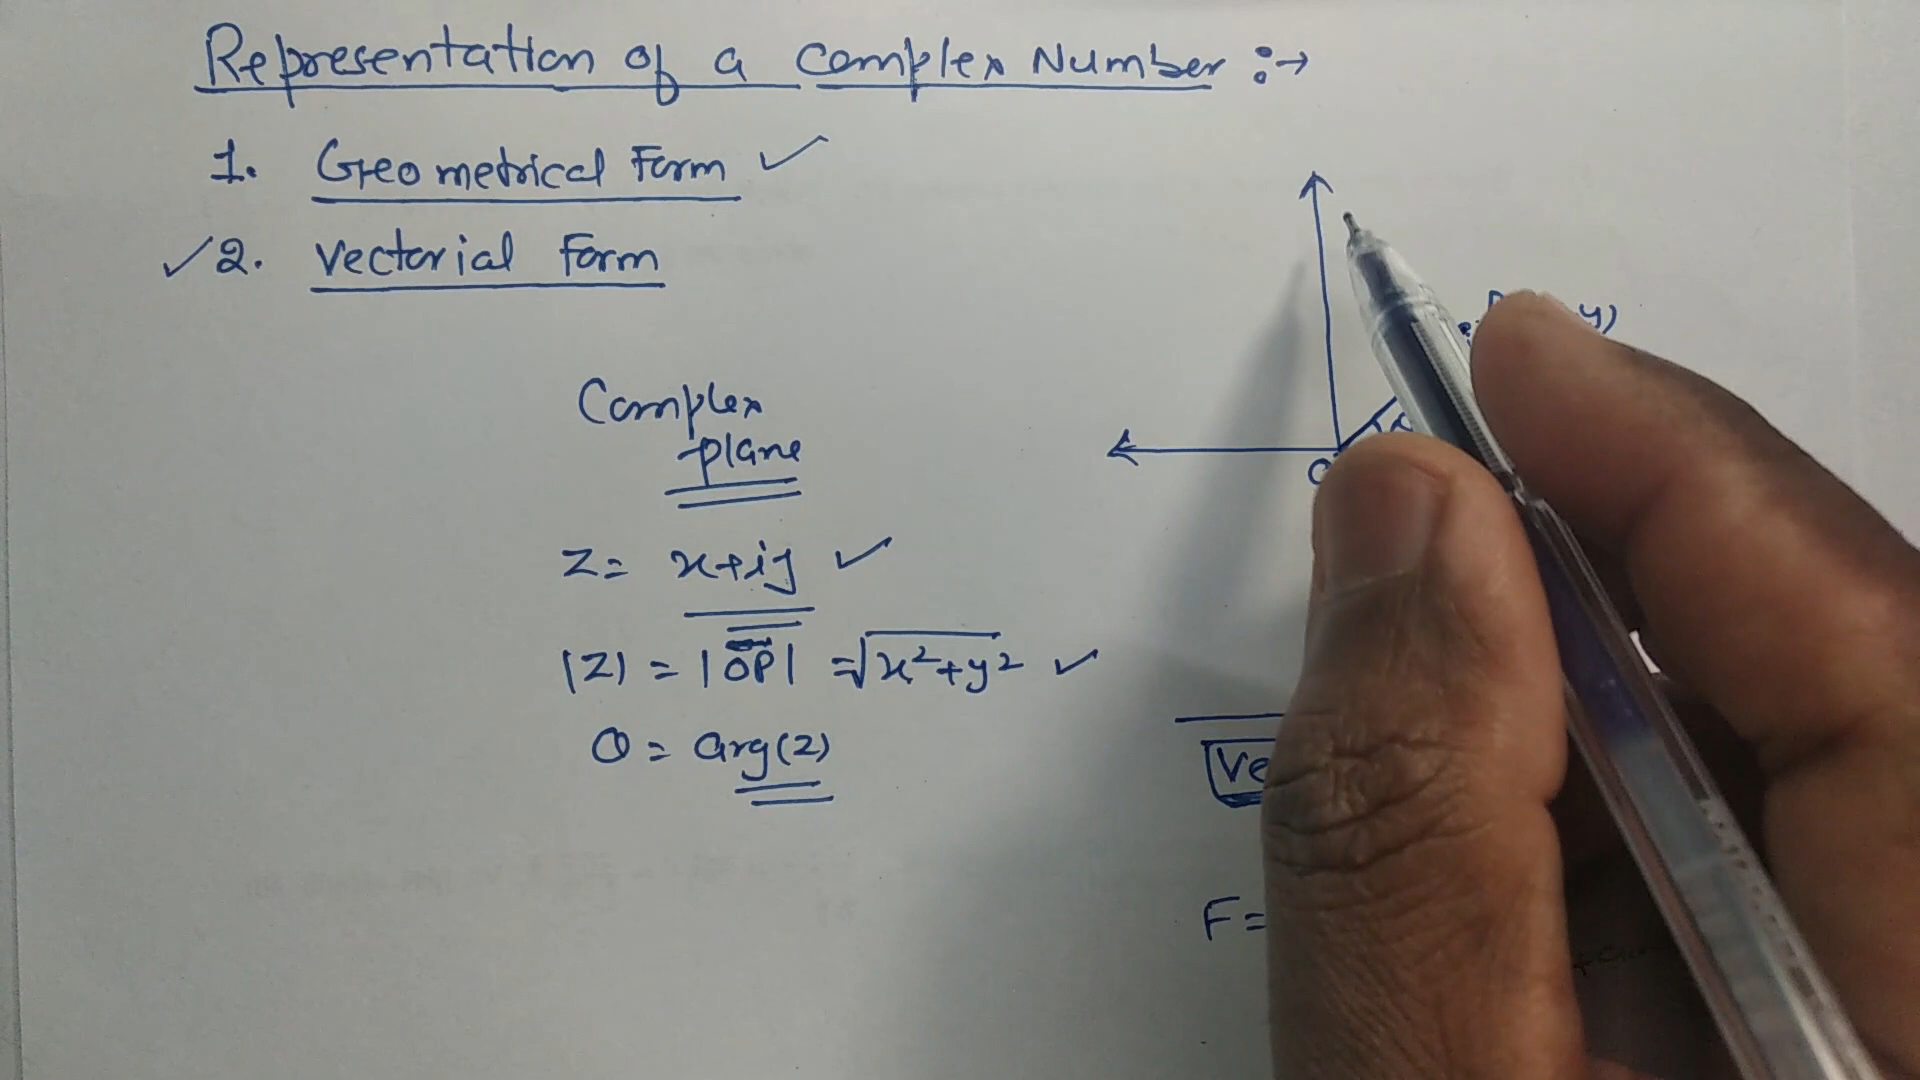 Representation of a Complex Number :→
1. Geometrical Form ✓
✓ 2. Vectorial Form
Complex
plane
y)
O
Z = x+iy ✓
|Z| = |OP| = √x²+y² ✓
θ = arg(z)
Ve
F =